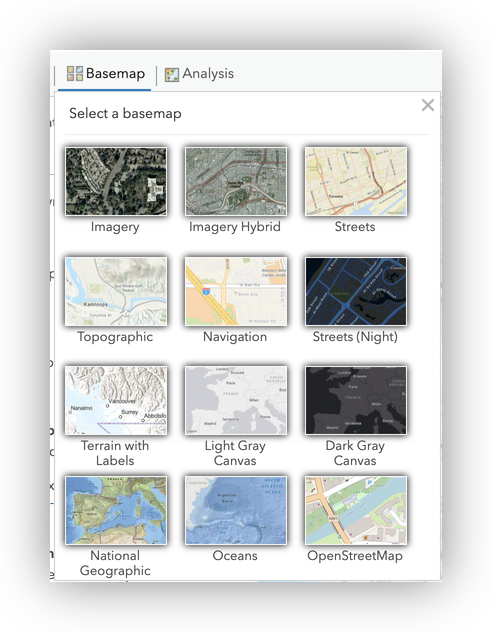 Basemap Analysis
Select a basemap
Imagery Imagery Hybrid Streets
Kamloops
Topographic Navigation Streets (Night)
Nanaimo Vancouver
Surrey Abbotsfo
Terrain with Labels
Light Gray Canvas
Dark Gray Canvas
National Geographic
Oceans
OpenStreetMap